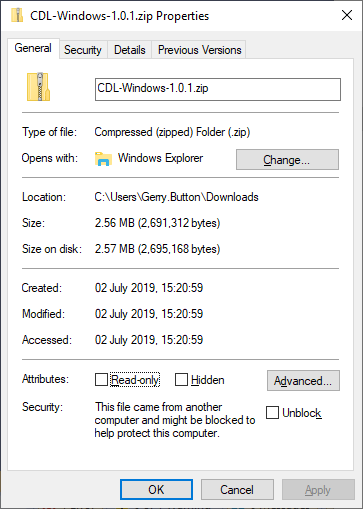 CDL-Windows-1.0.1.zip Properties
General Security Details Previous Versions
CDL-Windows-1.0.1.zip
Type of file: Compressed (zipped) Folder (.zip)
Opens with: Windows Explorer Change...
Location: C:\Users\Gerry.Button\Downloads
Size: 2.56 MB (2,691,312 bytes)
Size on disk: 2.57 MB (2,695,168 bytes)
Created: 02 July 2019, 15:20:59
Modified: 02 July 2019, 15:20:59
Accessed: 02 July 2019, 15:20:59
Attributes: Read-only Hidden Advanced...
Security: This file came from another
computer and might be blocked to
help protect this computer.
Unblock
OK Cancel Apply